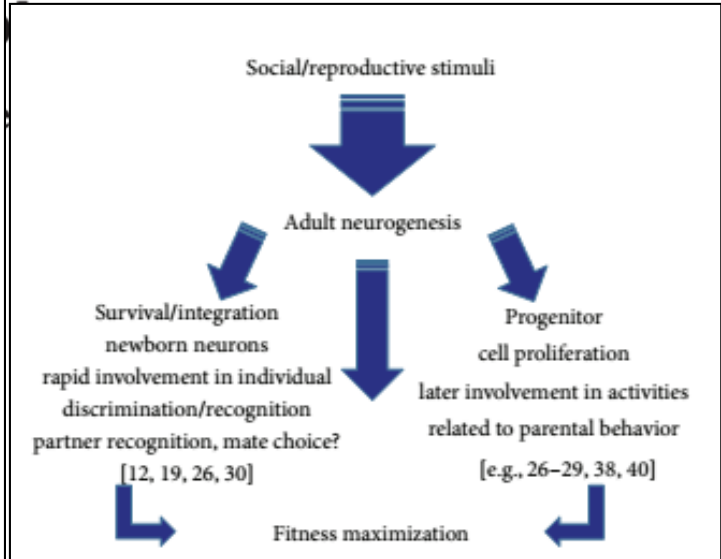 Social/reproductive stimuli
Adult neurogenesis
Survival/integration
newborn neurons
rapid involvement in individual
discrimination/recognition
partner recognition, mate choice?
[12, 19, 26, 30]
Progenitor
cell proliferation
later involvement in activities
related to parental behavior
[e.g., 26–29, 38, 40]
Fitness maximization